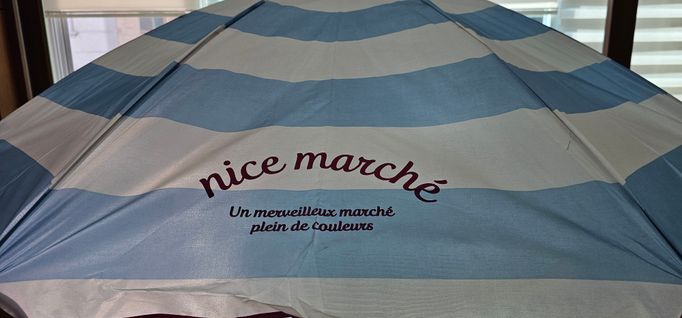 nice marché
Un merveilleux marché
plein de couleurs